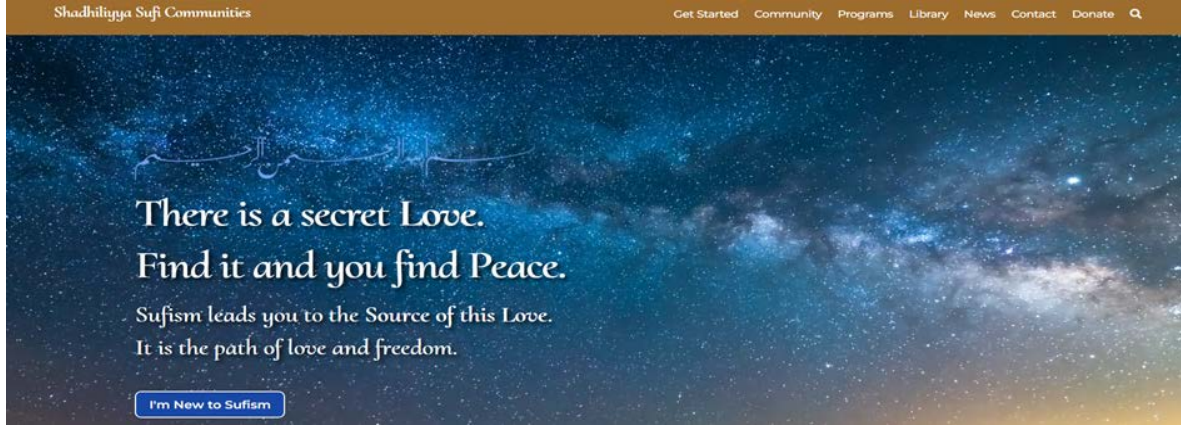 Shadhiliyya Sufi Communities
Get Started Community Programs Library News Contact Donate
بسم الله الرحمن الرحيم
There is a secret Love.
Find it and you find Peace.
Sufism leads you to the Source of this Love.
It is the path of love and freedom.
I'm New to Sufism